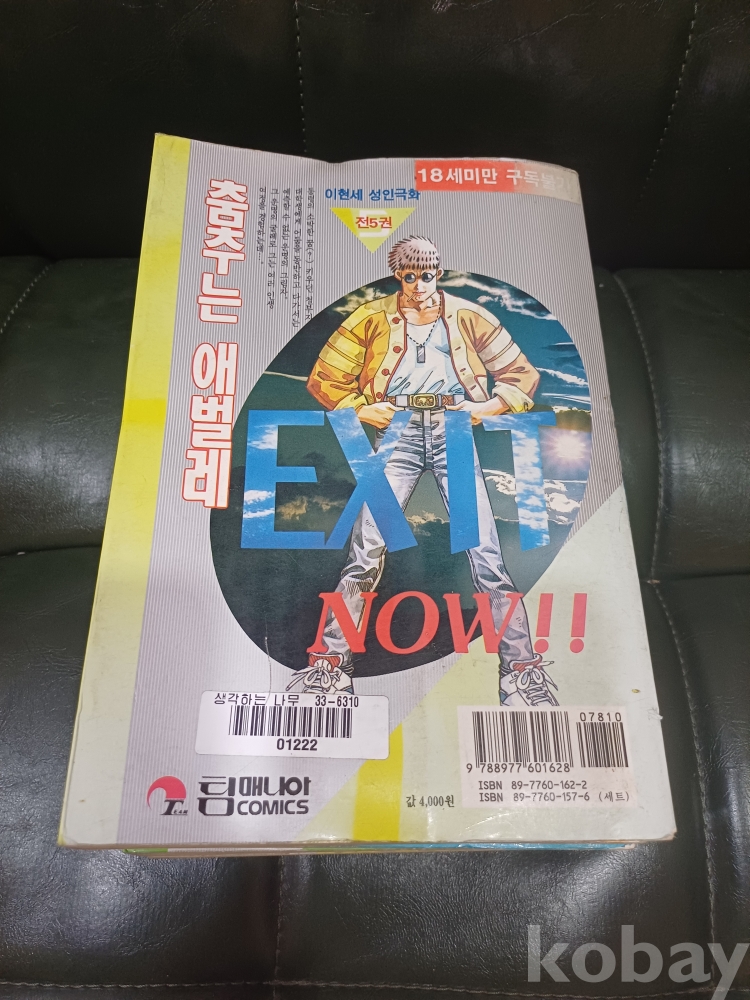 18세미만 구독불가
이현세 성인극화
전5권
춤추는 애벌레
EXIT
NOW!!
생각하는 나무 33-6310
01222
07810
9 788977 601628
ISBN 89-7760-162-2
ISBN 89-7760-157-6 (세트)
값 4,000원
TEAM
팀매니아
COMICS
kobay